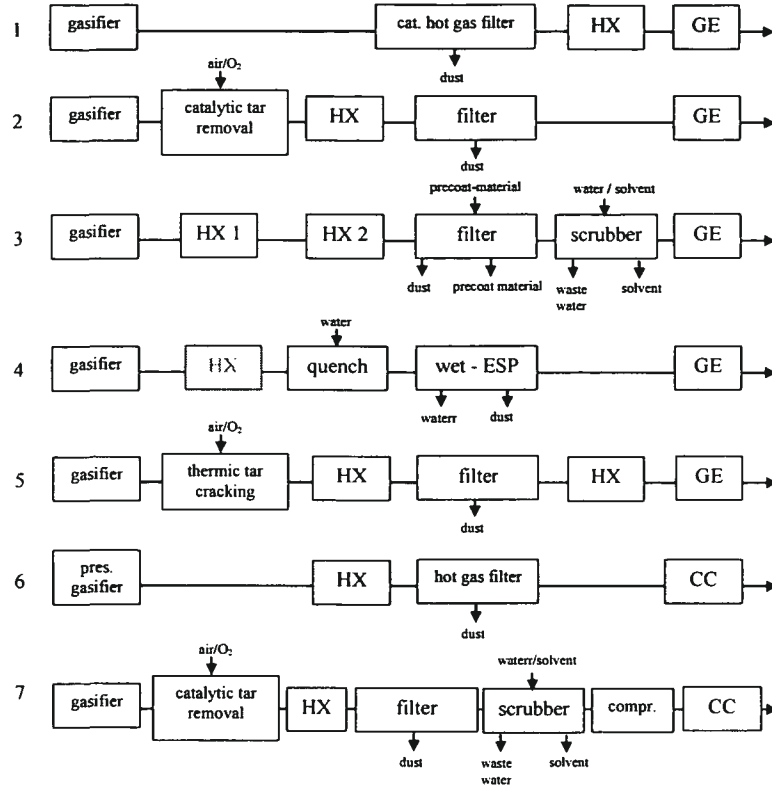 1 gasifier cat. hot gas filter HX GE
dust
air/O₂
2 gasifier catalytic tar HX filter GE
removal
dust
precoat-material water / solvent
3 gasifier HX 1 HX 2 filter scrubber GE
dust precoat material waste solvent
water
water
4 gasifier HX quench wet - ESP GE
waterr dust
air/O₂
5 gasifier thermic tar HX filter HX GE
cracking
dust
6 pres. HX hot gas filter CC
gasifier
dust
air/O₂ waterr/solvent
7 gasifier catalytic tar HX filter scrubber compr. CC
removal
dust waste solvent
water